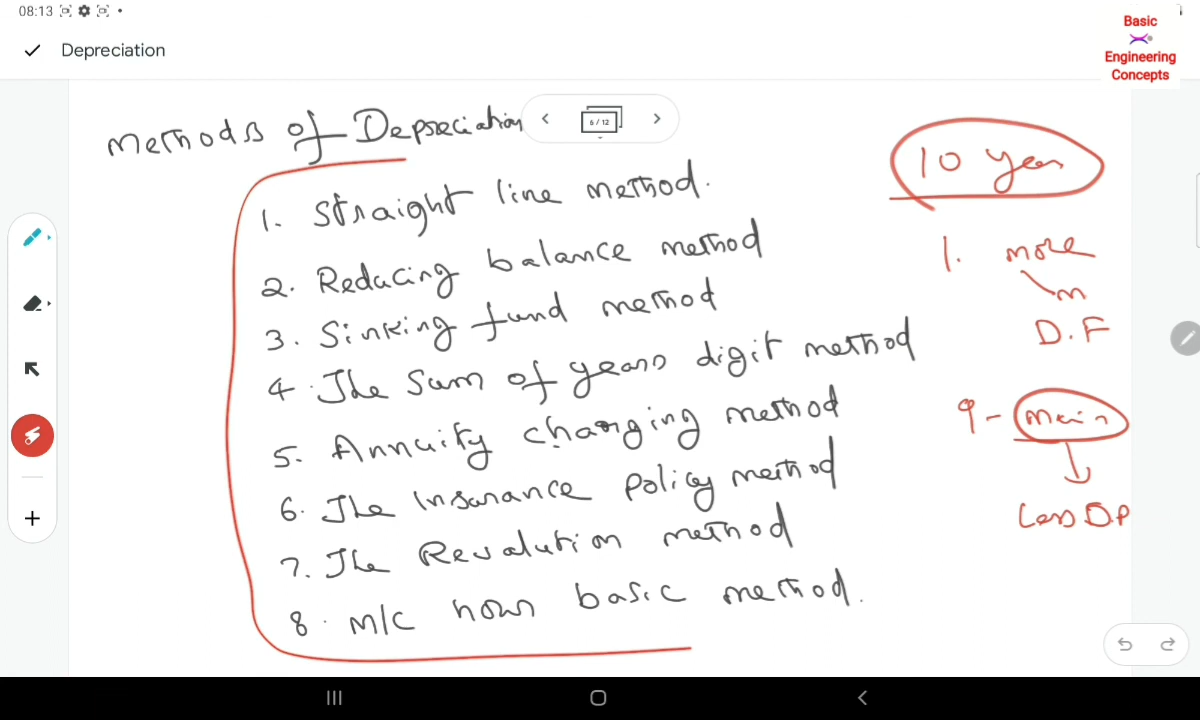 08:13
Basic
Engineering
Concepts
Depreciation
6 / 12
Methods of Depreciation
1. Straight line method.
2. Reducing balance method
3. Sinking fund method
4. The Sum of years digit method
5. Annuity changing method
6. The Insurance Policy method
7. The Revalution method
8. M/C hours basic method.
10 year
1. more
D.F
9 - main
Less D.P